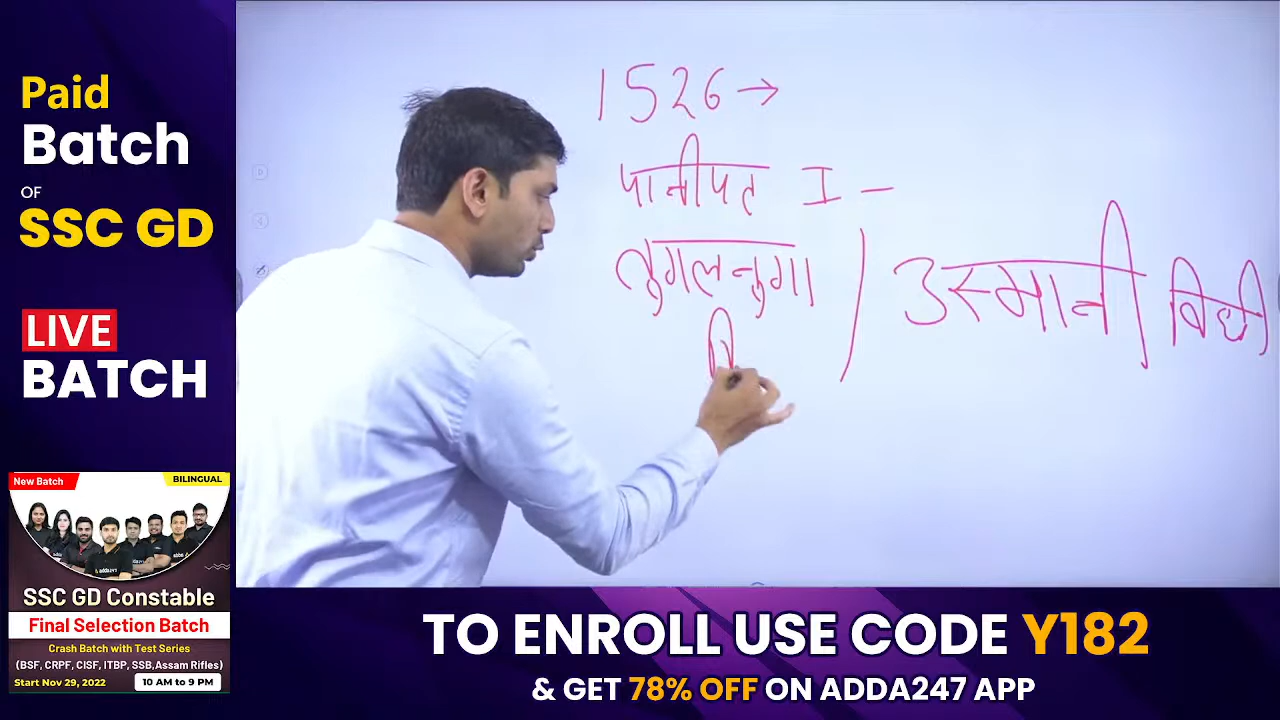 Paid
Batch
OF
SSC GD
LIVE
BATCH
New Batch
BILINGUAL
SSC GD Constable
Final Selection Batch
Crash Batch with Test Series
(BSF, CRPF, CISF, ITBP, SSB,Assam Rifles)
Start Nov 29, 2022
10 AM to 9 PM
1526 →
पानीपत I -
तुगलनुगा / उस्मानी विधी
वि
TO ENROLL USE CODE Y182
& GET 78% OFF ON ADDA247 APP